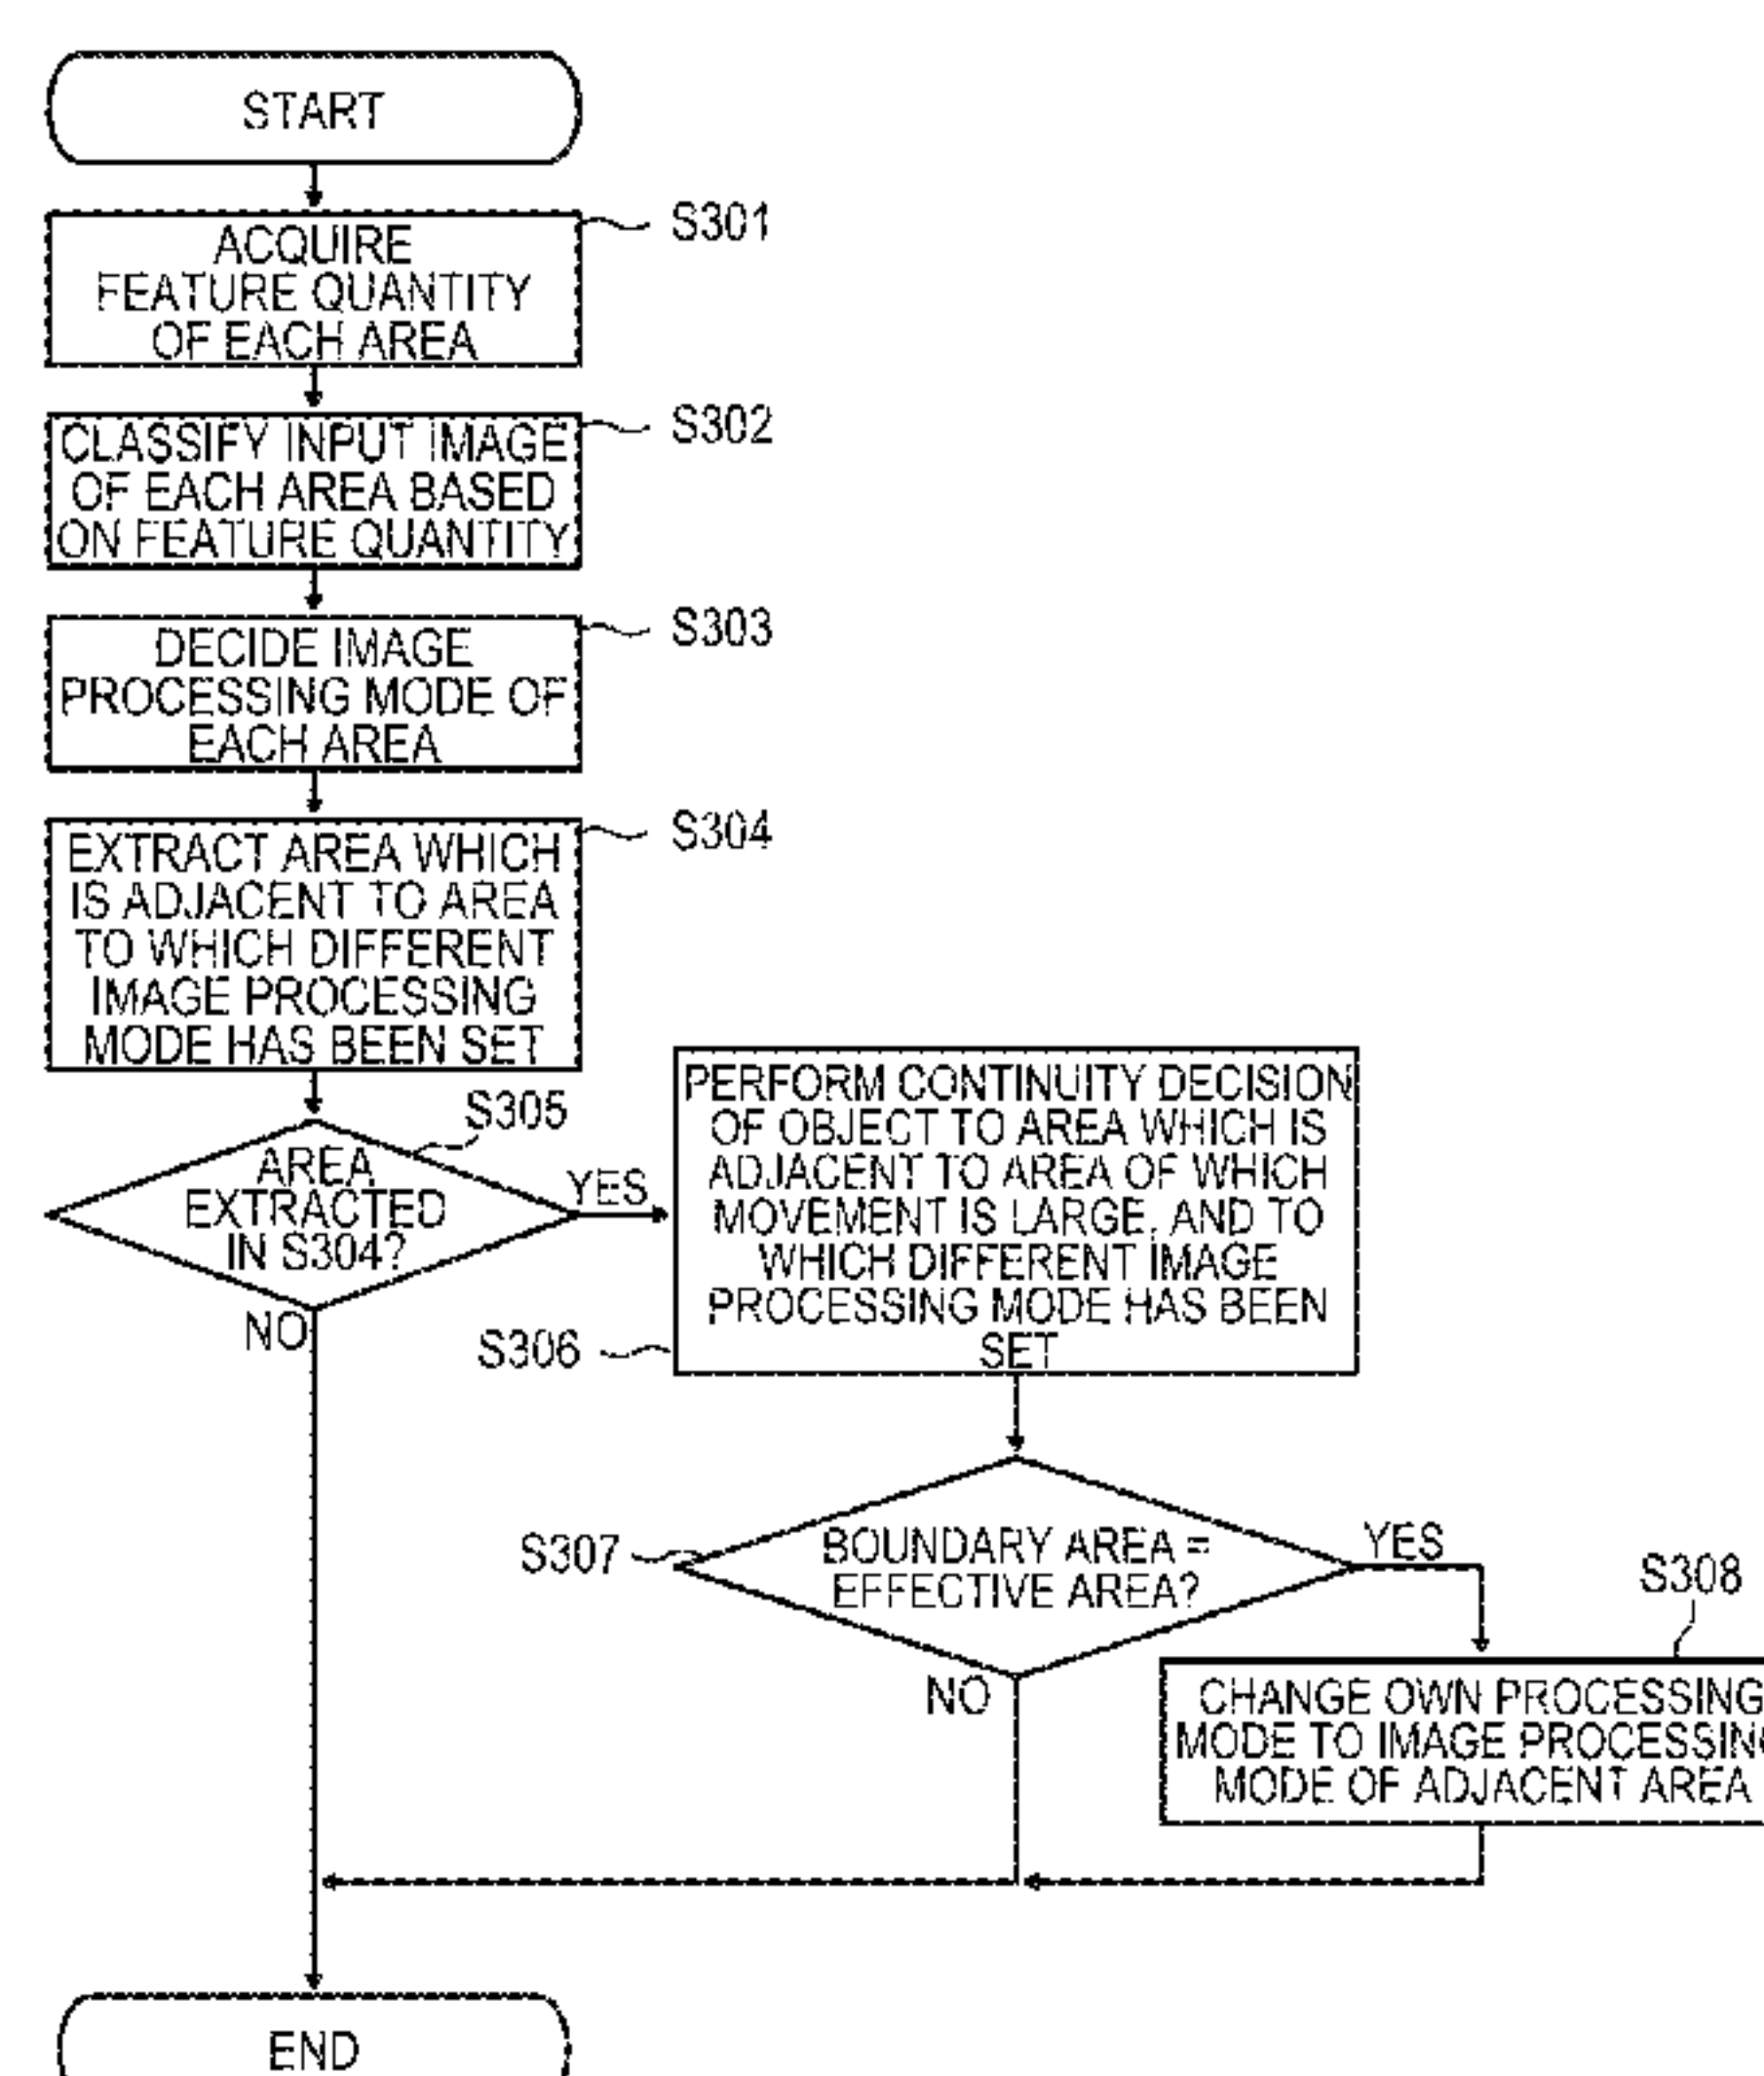 START
S301
ACQUIRE
FEATURE QUANTITY
OF EACH AREA
S302
CLASSIFY INPUT IMAGE
OF EACH AREA BASED
ON FEATURE QUANTITY
S303
DECIDE IMAGE
PROCESSING MODE OF
EACH AREA
S304
EXTRACT AREA WHICH
IS ADJACENT TO AREA
TO WHICH DIFFERENT
IMAGE PROCESSING
MODE HAS BEEN SET
S305
AREA
EXTRACTED
IN S304?
YES
NO
PERFORM CONTINUITY DECISION
OF OBJECT TO AREA WHICH IS
ADJACENT TO AREA OF WHICH
MOVEMENT IS LARGE, AND TO
WHICH DIFFERENT IMAGE
PROCESSING MODE HAS BEEN
SET
S306
S307
BOUNDARY AREA =
EFFECTIVE AREA?
YES
NO
S308
CHANGE OWN PROCESSING
MODE TO IMAGE PROCESSING
MODE OF ADJACENT AREA
END